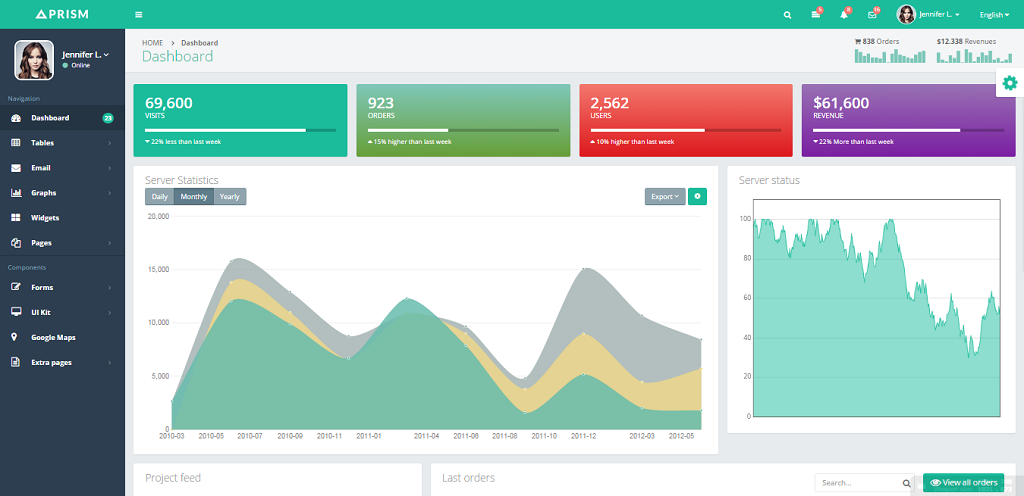 PRISM
5
8
16
Jennifer L.
English
Jennifer L.
Online
Navigation
Dashboard
23
Tables
Email
Graphs
Widgets
Pages
Components
Forms
UI Kit
Google Maps
Extra pages
HOME > Dashboard
Dashboard
838 Orders
$12.338 Revenues
69,600
VISITS
22% less than last week
923
ORDERS
15% higher than last week
2,562
USERS
10% higher than last week
$61,600
REVENUE
22% More than last week
Server Statistics
Daily Monthly Yearly
Export
20,000
15,000
10,000
5,000
0
2010-03 2010-05 2010-07 2010-09 2010-11 2011-01 2011-04 2011-06 2011-08 2011-10 2011-12 2012-03 2012-05
Server status
100
80
60
40
20
0
Project feed
Last orders
Search...
View all orders